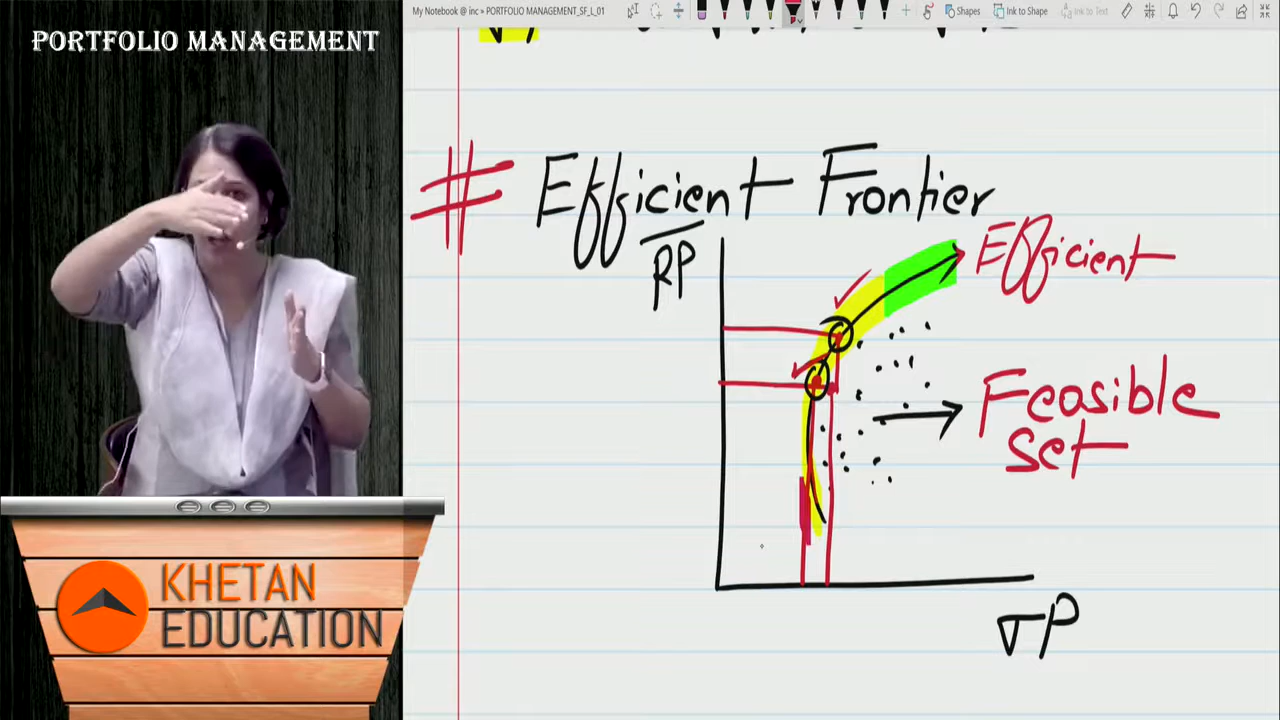 My Notebook @ inc » PORTFOLIO MANAGEMENT_SF_L_01
Shapes
Ink to Shape
Ink to Text
PORTFOLIO MANAGEMENT
# Efficient Frontier
RP
Efficient
Feasible
set
σP
KHETAN
EDUCATION